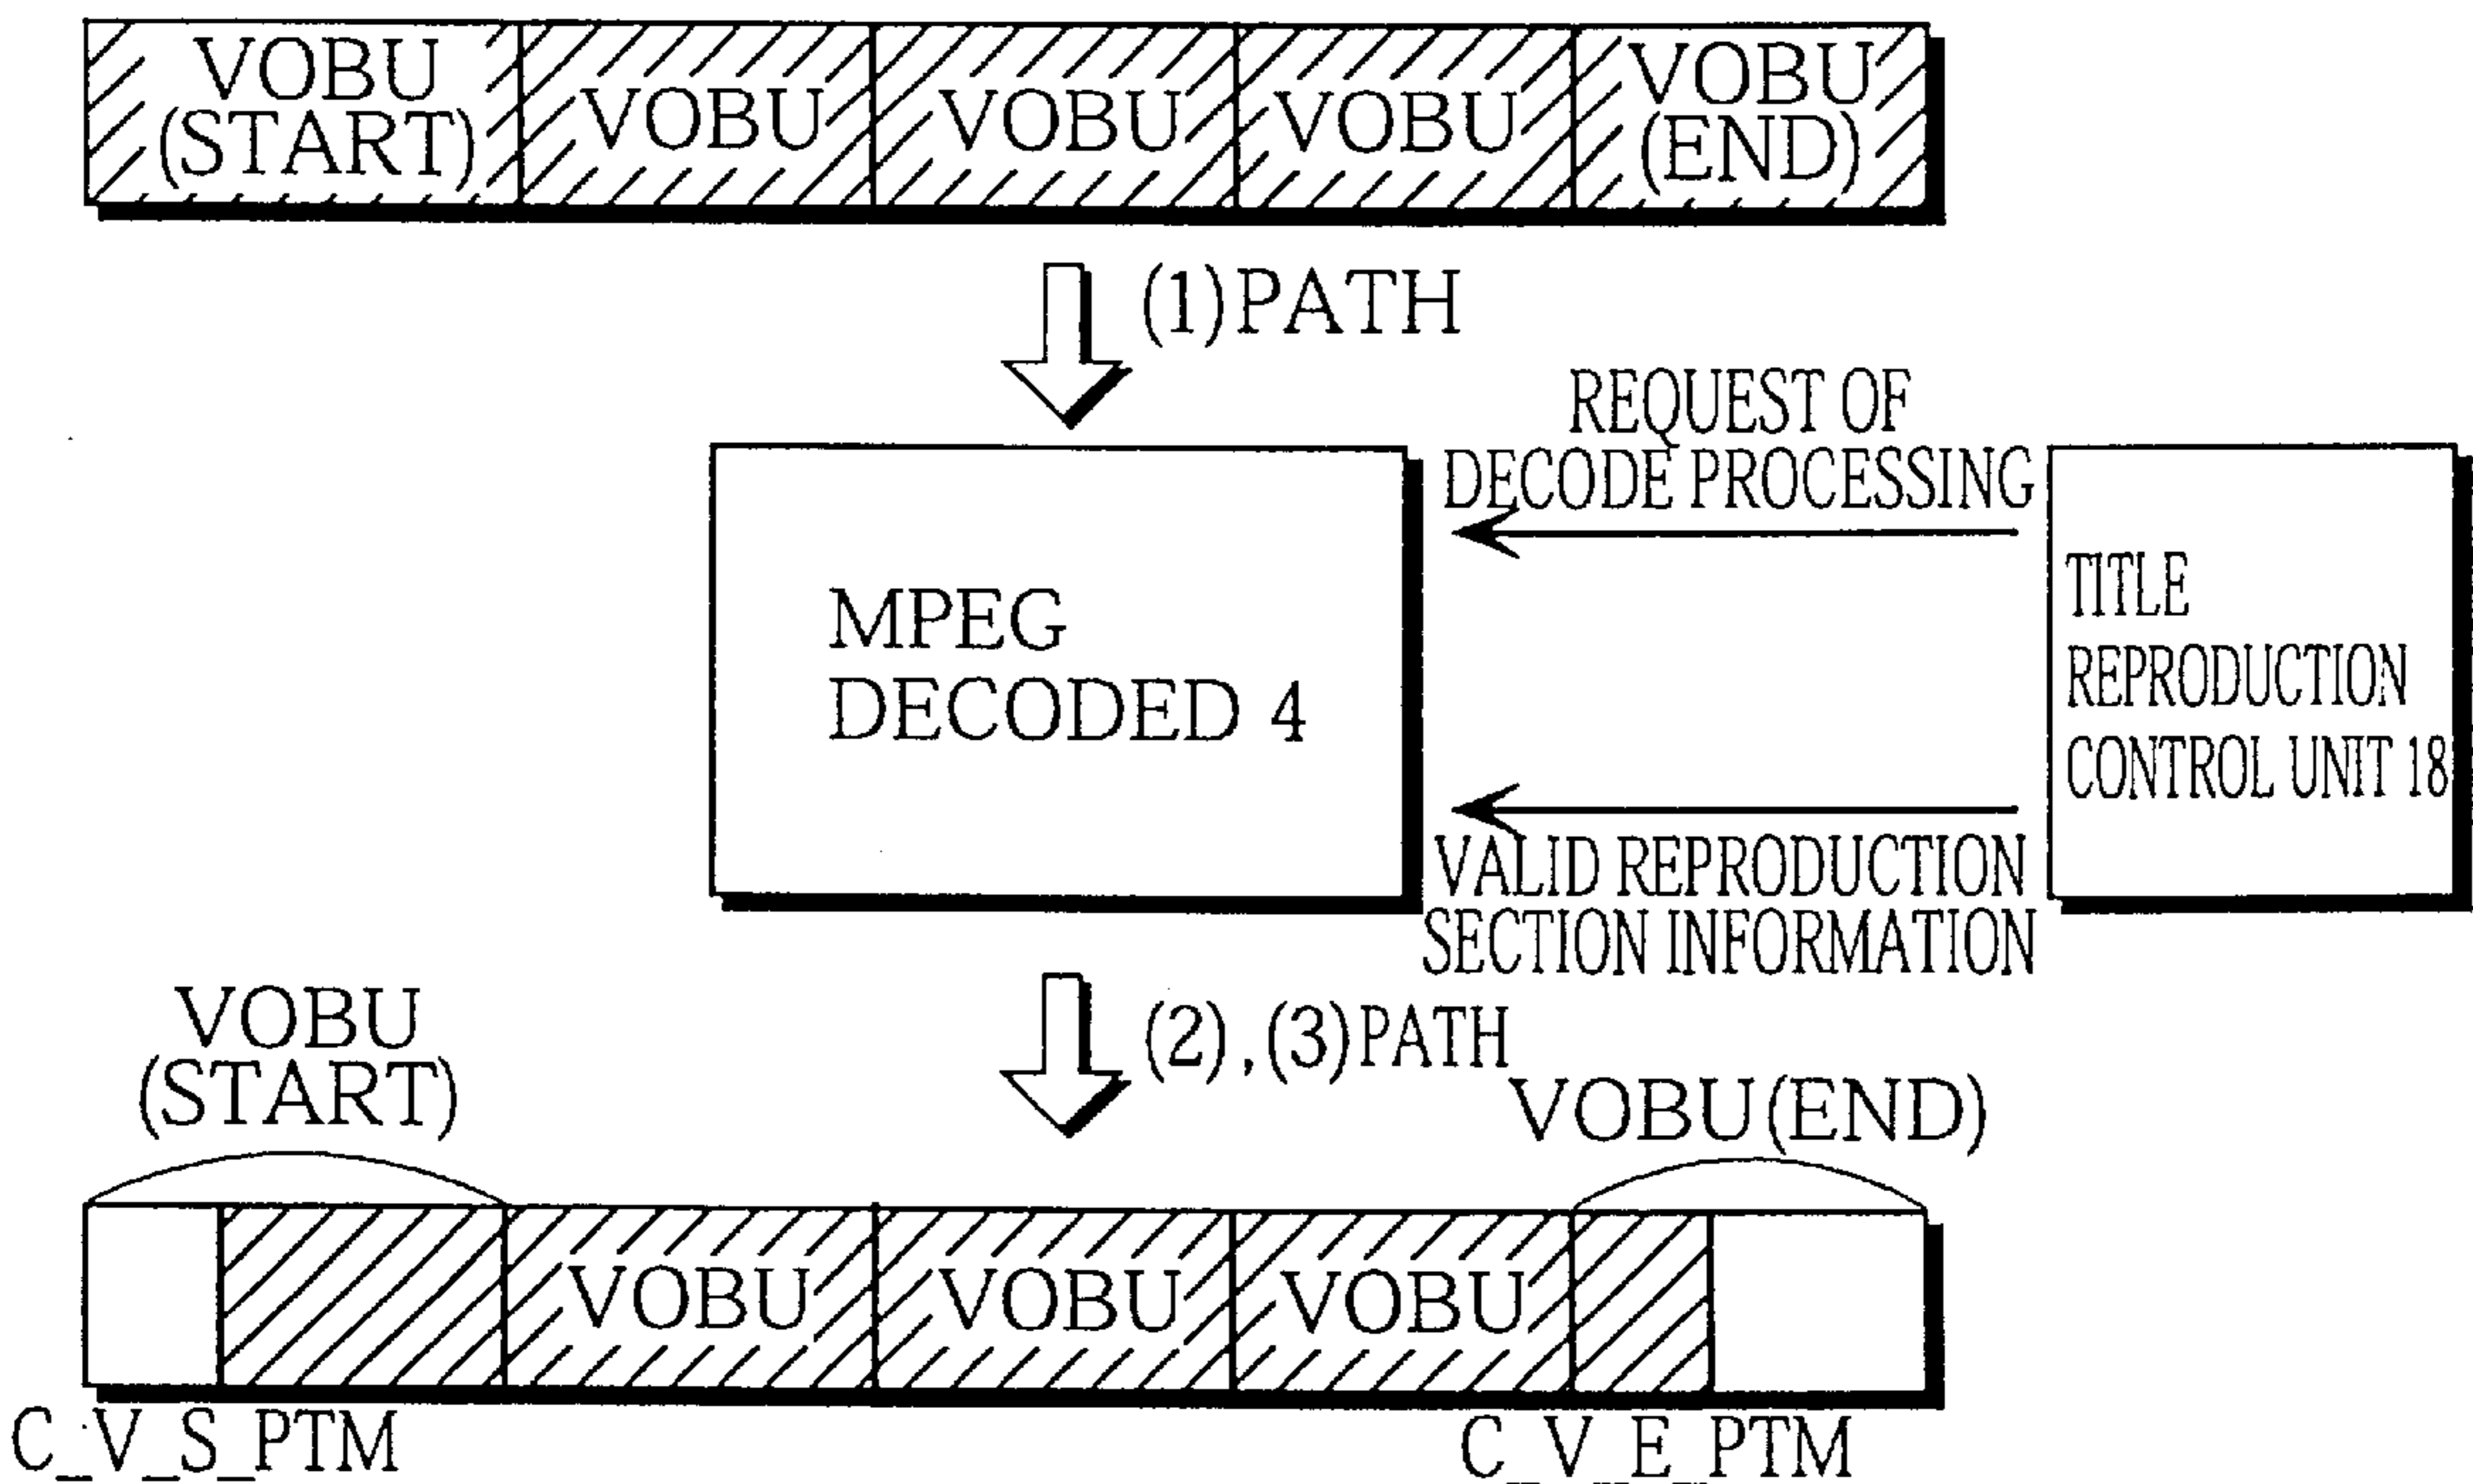 VOBU
(START)
VOBU
VOBU
VOBU
VOBU
(END)
(1)PATH
REQUEST OF
DECODE PROCESSING
MPEG
DECODED 4
TITLE
REPRODUCTION
CONTROL UNIT 18
VALID REPRODUCTION
SECTION INFORMATION
(2),(3)PATH
VOBU
(START)
VOBU(END)
VOBU
VOBU
VOBU
C_V_S_PTM
C_V_E_PTM